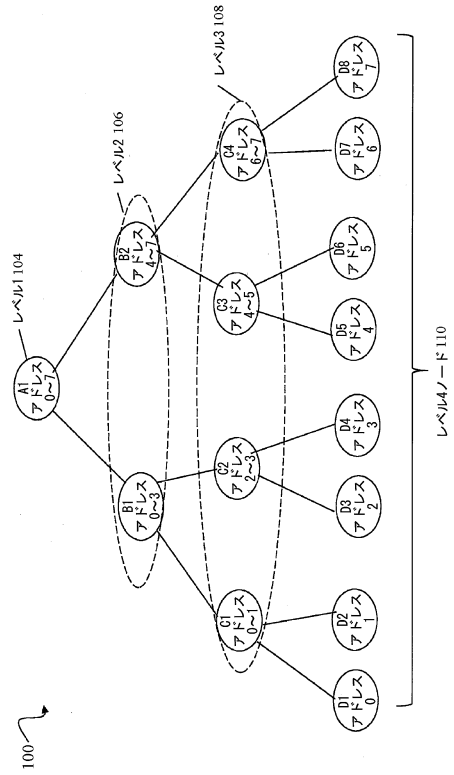 100
レベル1 104
A1
アドレス
0〜7
レベル2 106
B1
アドレス
0〜3
B2
アドレス
4〜7
レベル3 108
C1
アドレス
0〜1
C2
アドレス
2〜3
C3
アドレス
4〜5
C4
アドレス
6〜7
D1
アドレス
0
D2
アドレス
1
D3
アドレス
2
D4
アドレス
3
D5
アドレス
4
D6
アドレス
5
D7
アドレス
6
D8
アドレス
7
レベル4ノード 110